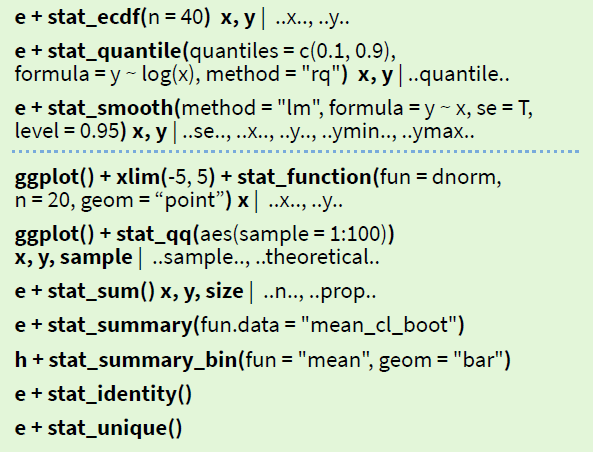 e + stat_ecdf(n = 40) x, y | ..x.., ..y..
e + stat_quantile(quantiles = c(0.1, 0.9),
formula = y ~ log(x), method = "rq") x, y | ..quantile..
e + stat_smooth(method = "lm", formula = y ~ x, se = T,
level = 0.95) x, y | ..se.., ..x.., ..y.., ..ymin.., ..ymax..
ggplot() + xlim(-5, 5) + stat_function(fun = dnorm,
n = 20, geom = “point”) x | ..x.., ..y..
ggplot() + stat_qq(aes(sample = 1:100))
x, y, sample | ..sample.., ..theoretical..
e + stat_sum() x, y, size | ..n.., ..prop..
e + stat_summary(fun.data = "mean_cl_boot")
h + stat_summary_bin(fun = "mean", geom = "bar")
e + stat_identity()
e + stat_unique()